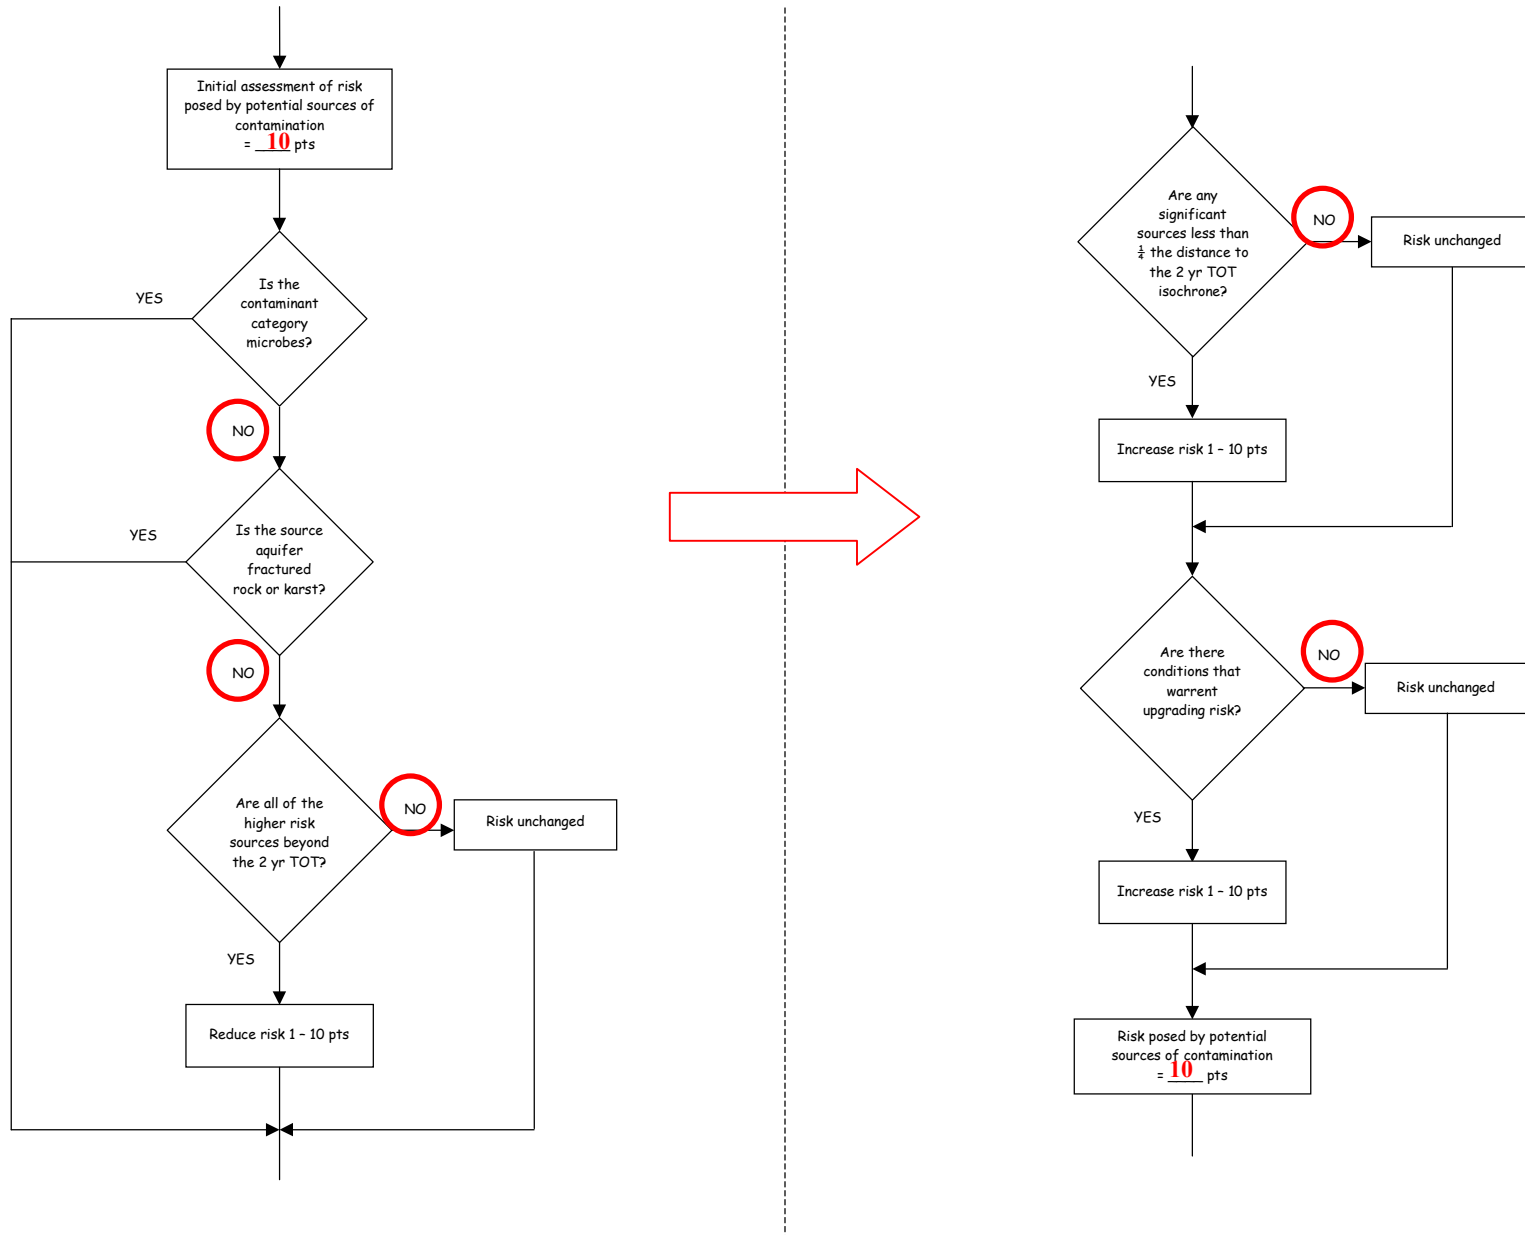 Initial assessment of risk
posed by potential sources of
contamination
= ____ pts
10
Is the
contaminant
category
microbes?
YES
NO
Is the source
aquifer
fractured
rock or karst?
YES
NO
Are all of the
higher risk
sources beyond
the 2 yr TOT?
NO
Risk unchanged
YES
Reduce risk 1 – 10 pts
Are any
significant
sources less than
¼ the distance to
the 2 yr TOT
isochrone?
NO
Risk unchanged
YES
Increase risk 1 – 10 pts
Are there
conditions that
warrent
upgrading risk?
NO
Risk unchanged
YES
Increase risk 1 – 10 pts
Risk posed by potential
sources of contamination
= ____ pts
10